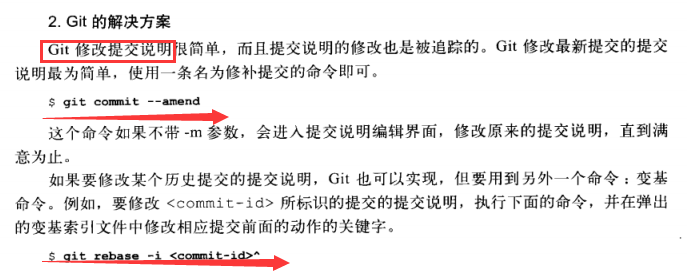 2. Git 的解决方案
Git 修改提交说明很简单，而且提交说明的修改也是被追踪的。Git 修改最新提交的提交
说明最为简单，使用一条名为修补提交的命令即可。
$ git commit --amend
这个命令如果不带 -m 参数，会进入提交说明编辑界面，修改原来的提交说明，直到满
意为止。
如果要修改某个历史提交的提交说明，Git 也可以实现，但要用到另外一个命令：变基
命令。例如，要修改 <commit-id> 所标识的提交的提交说明，执行下面的命令，并在弹出
的变基索引文件中修改相应提交前面的动作的关键字。
$ git rebase -i <commit-id>^